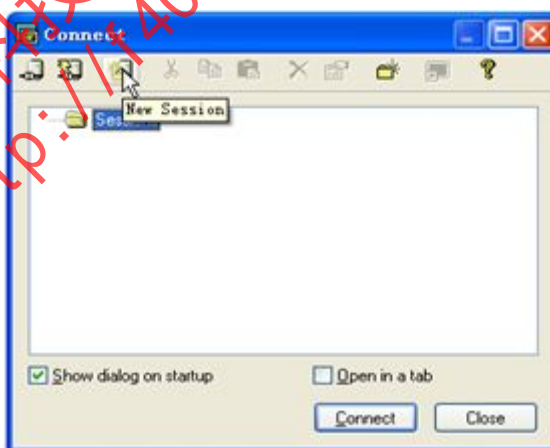 Connect
New Session
Show dialog on startup
Open in a tab
Connect
Close